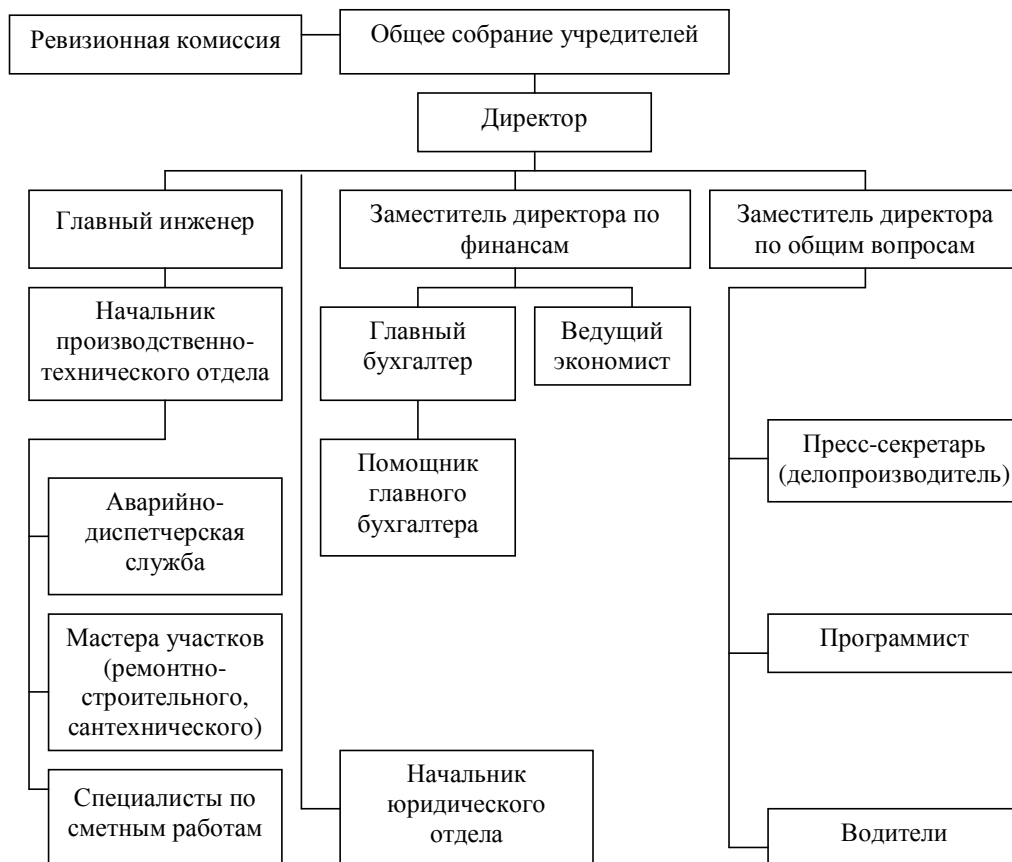 Ревизионная комиссия
Общее собрание учредителей
Директор
Главный инженер
Заместитель директора по
финансам
Заместитель директора
по общим вопросам
Начальник
производственно-
технического отдела
Главный
бухгалтер
Ведущий
экономист
Помощник
главного
бухгалтера
Пресс-секретарь
(делопроизводитель)
Аварийно-
диспетчерская
служба
Мастера участков
(ремонтно-
строительного,
сантехнического)
Программист
Специалисты по
сметным работам
Начальник
юридического
отдела
Водители